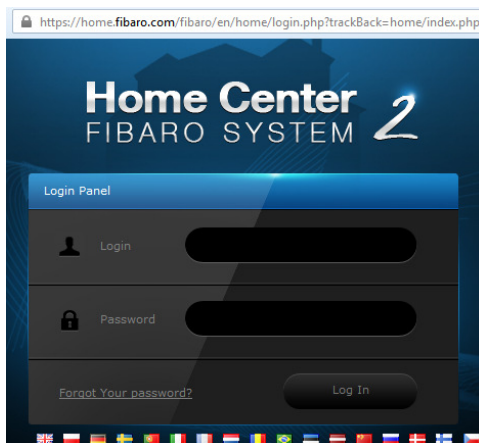 https://home.fibaro.com/fibaro/en/home/login.php?trackBack=home/index.php
Home Center 2
FIBARO SYSTEM
Login Panel
Login
Password
Forgot Your password?
Log In